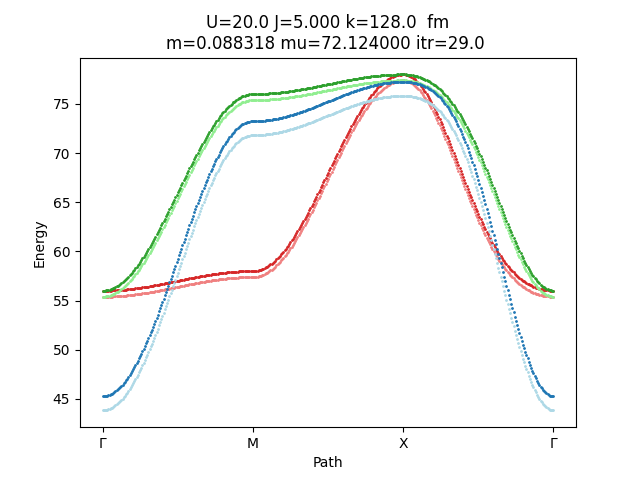 U=20.0 J=5.000 k=128.0  fm
m=0.088318 mu=72.124000 itr=29.0
75
70
65
60
55
50
45
Energy
Γ
M
X
Γ
Path